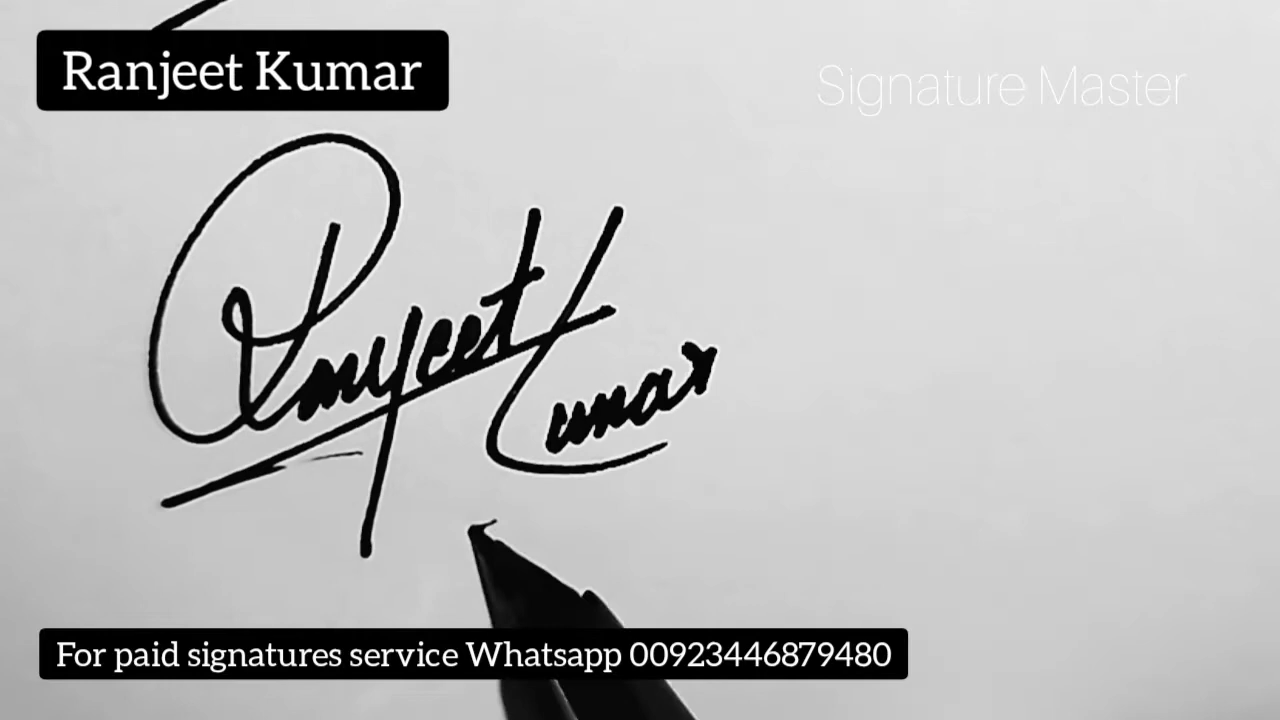 Ranjeet Kumar
Signature Master
Ranjeet
Kumar
For paid signatures service Whatsapp 00923446879480